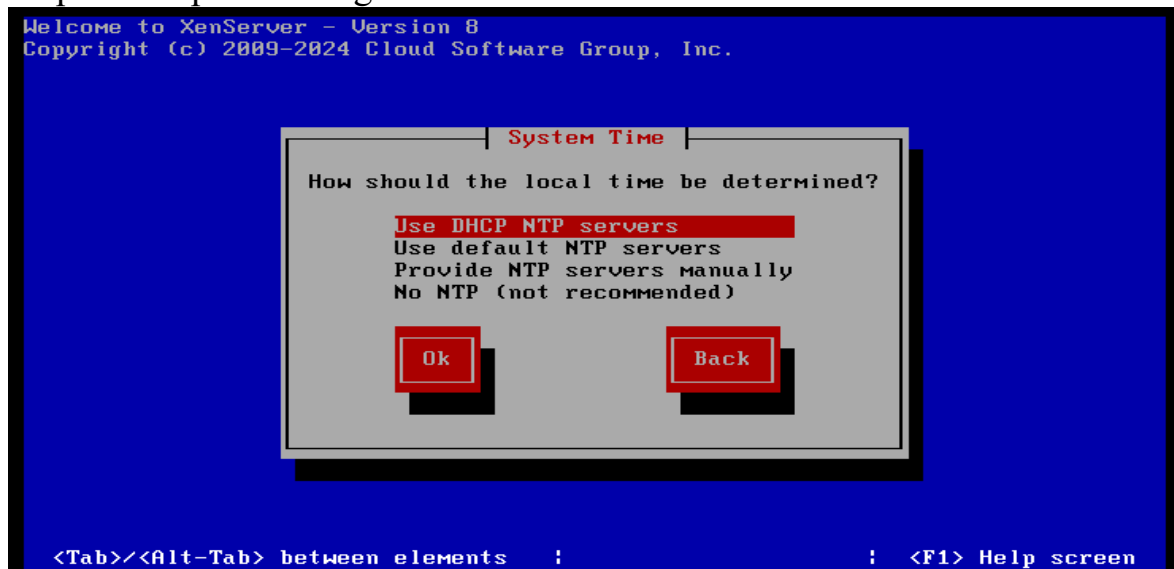 Welcome to XenServer - Version 8
Copyright (c) 2009-2024 Cloud Software Group, Inc.
System Time
How should the local time be determined?
Use DHCP NTP servers
Use default NTP servers
Provide NTP servers manually
No NTP (not recommended)
Ok Back
<Tab>/<Alt-Tab> between elements ¦ ¦ <F1> Help screen